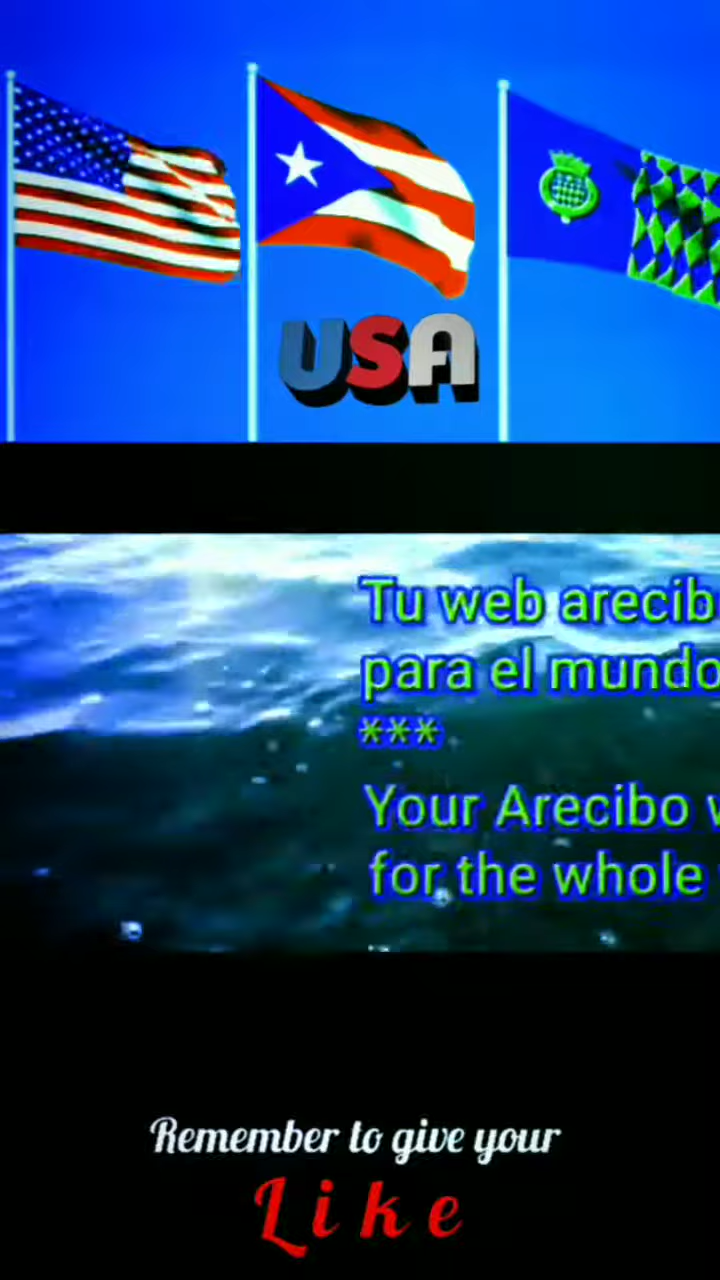 USA
Tu web arecib
para el mundo
***
Your Arecibo
for the whole
Remember to give your
Like